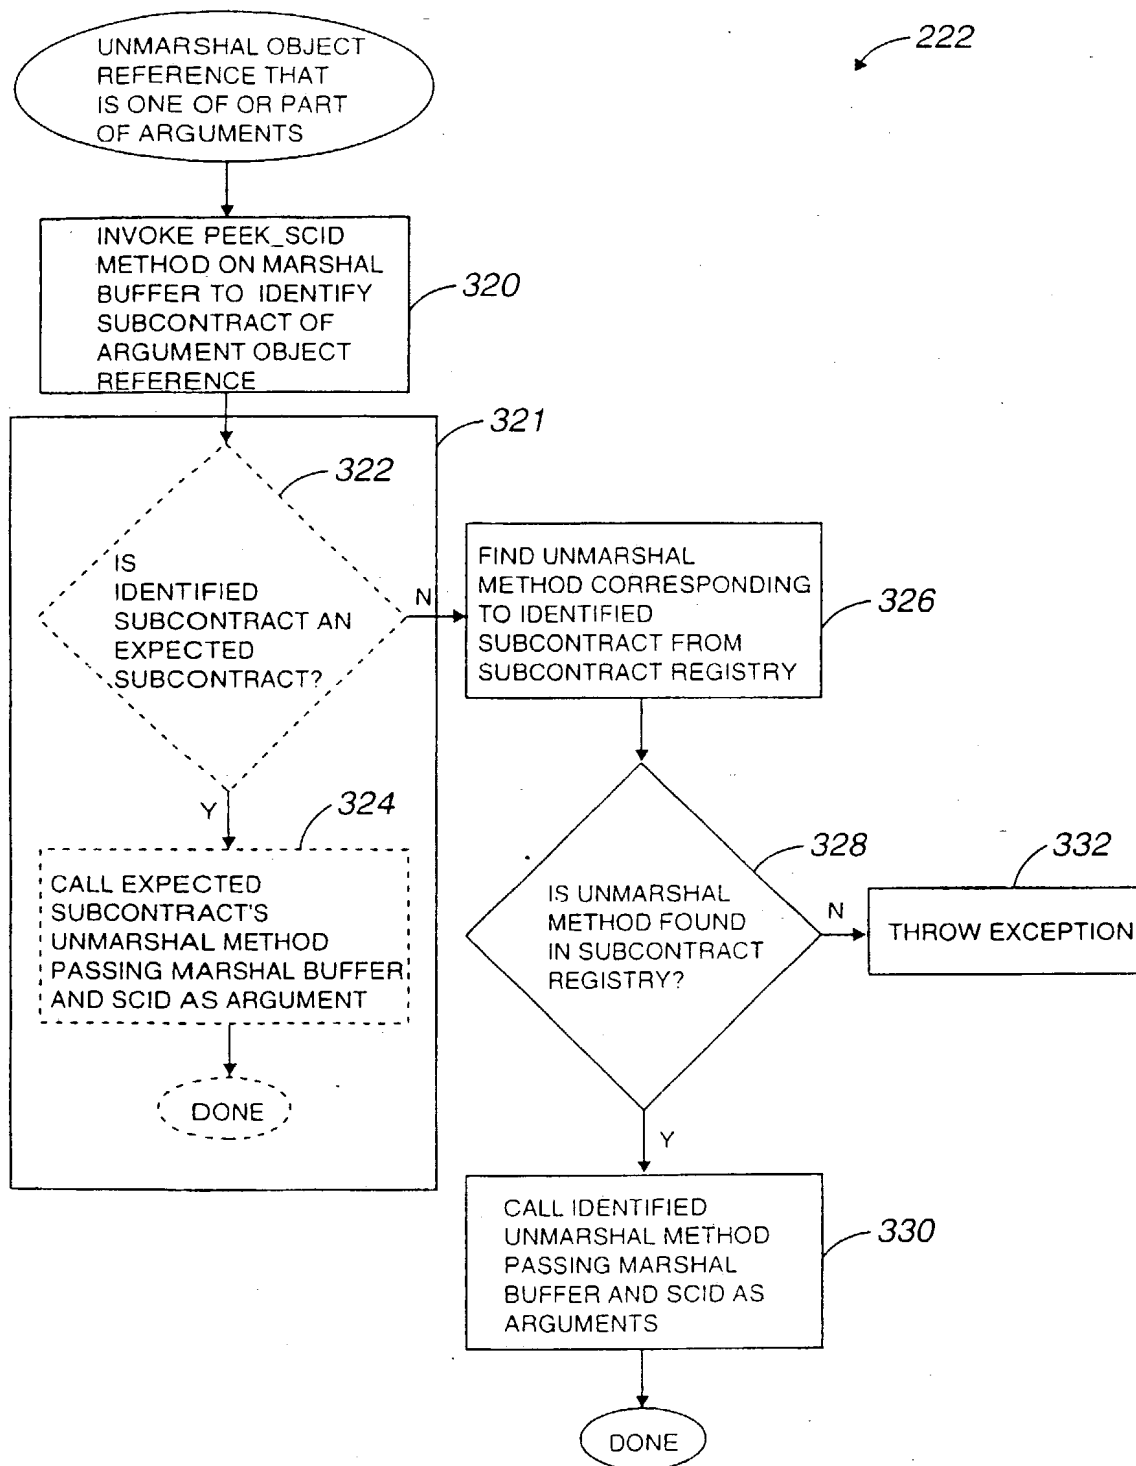 UNMARSHAL OBJECT
REFERENCE THAT
IS ONE OF OR PART
OF ARGUMENTS
222
INVOKE PEEK_SCID
METHOD ON MARSHAL
BUFFER TO IDENTIFY
SUBCONTRACT OF
ARGUMENT OBJECT
REFERENCE
320
321
322
IS
IDENTIFIED
SUBCONTRACT AN
EXPECTED
SUBCONTRACT?
N
FIND UNMARSHAL
METHOD CORRESPONDING
TO IDENTIFIED
SUBCONTRACT FROM
SUBCONTRACT REGISTRY
326
Y
324
CALL EXPECTED
SUBCONTRACT'S
UNMARSHAL METHOD
PASSING MARSHAL BUFFER
AND SCID AS ARGUMENT
DONE
328
IS UNMARSHAL
METHOD FOUND
IN SUBCONTRACT
REGISTRY?
N
332
THROW EXCEPTION
Y
CALL IDENTIFIED
UNMARSHAL METHOD
PASSING MARSHAL
BUFFER AND SCID AS
ARGUMENTS
330
DONE